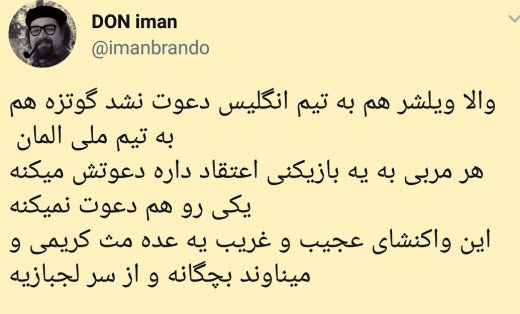 DON iman
@imanbrando
والا ویلشر هم به تیم انگلیس دعوت نشد گوتزه هم
به تیم ملی المان
هر مربی به یه بازیکنی اعتقاد داره دعوتش میکنه
یکی رو هم دعوت نمیکنه
این واکنشای عجیب و غریب یه عده مث کریمی و
میناوند بچگانه و از سر لجبازیه